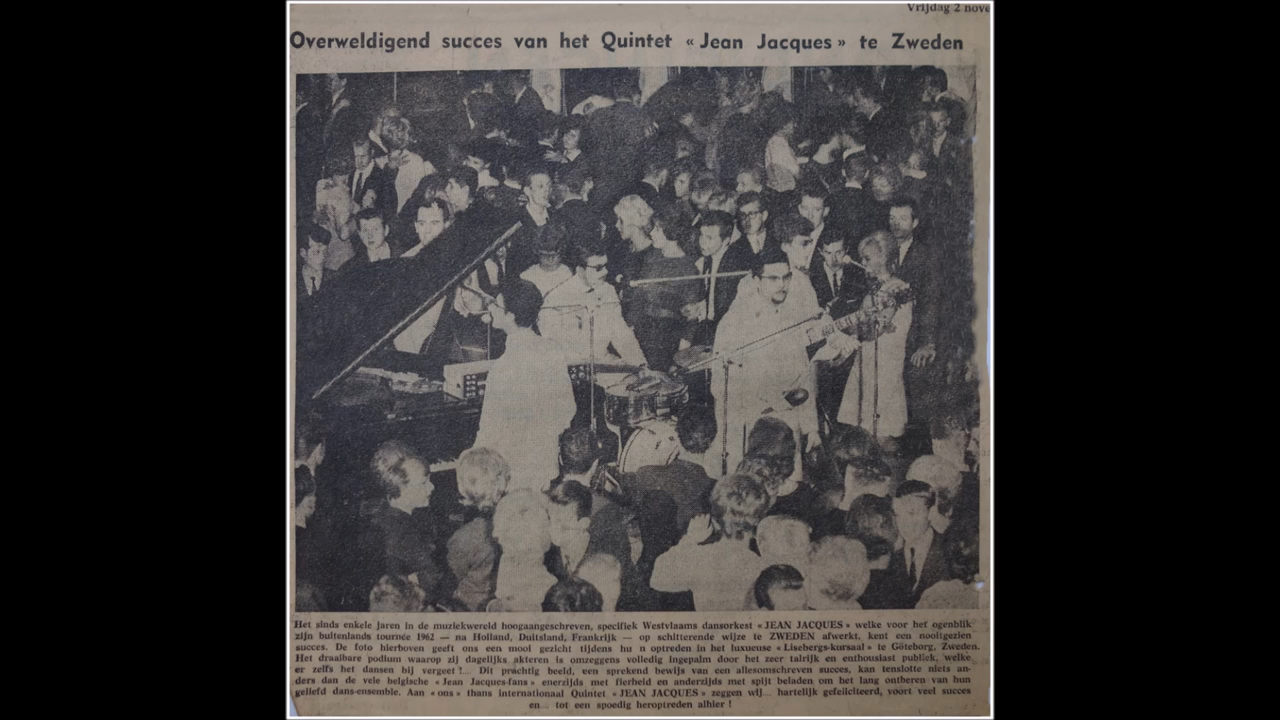 Vrijdag 2 nove
Overweldigend succes van het Quintet «Jean Jacques» te Zweden
Het sinds enkele jaren in de muziekwereld hoogaangeschreven, specifiek Westvlaams dansorkest «JEAN JACQUES» welke voor het ogenblik
zijn buitenlands tournée 1962 — na Holland, Duitsland, Frankrijk — op schitterende wijze te ZWEDEN afwerkt, kent een nooitgezien
succes. De foto hierboven geeft ons een mooi gezicht tijdens hu n optreden in het luxueuse «Lisebergs-kursaal» te Göteborg, Zweden.
Het draaibare podium waarop zij dagelijks akteren is omzeggens volledig ingepalm door het zeer talrijk en enthousiast publiek, welke
er zelfs het dansen bij vergeet !... Dit prachtig beeld, een sprekend bewijs van een allesomschreven succes, kan tenslotte niets an-
ders dan de vele belgische «Jean Jacques-fans» enerzijds met fierheid en anderzijds met spijt beladen om het lang ontberen van hun
geliefd dans-ensemble. Aan «ons» thans internationaal Quintet «JEAN JACQUES» zeggen wij... hartelijk gefeliciteerd, voort veel succes
en... tot een spoedig heroptreden alhier !